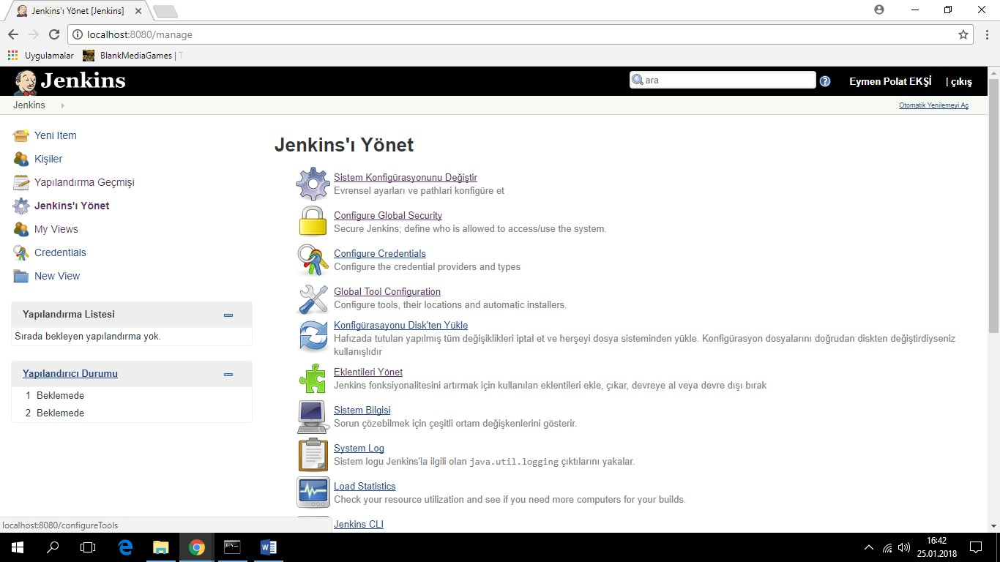 Jenkins'ı Yönet [Jenkins]
localhost:8080/manage
Uygulamalar
BlankMediaGames | T
Jenkins
ara
Eymen Polat EKŞİ
| çıkış
Jenkins
Otomatik Yenilemeyi Aç
Yeni Item
Kişiler
Yapılandırma Geçmişi
Jenkins'ı Yönet
My Views
Credentials
New View
Yapılandırma Listesi
Sırada bekleyen yapılandırma yok.
Yapılandırıcı Durumu
1 Beklemede
2 Beklemede
Jenkins'ı Yönet
Sistem Konfigürasyonunu Değiştir
Evrensel ayarları ve pathlari konfigüre et
Configure Global Security
Secure Jenkins; define who is allowed to access/use the system.
Configure Credentials
Configure the credential providers and types
Global Tool Configuration
Configure tools, their locations and automatic installers.
Konfigürasayonu Disk'ten Yükle
Hafızada tutulan yapılmış tüm değişiklikleri iptal et ve herşeyi dosya sisteminden yükle. Konfigürasyon dosyalarını doğrudan diskten değiştirdiyseniz
kullanışlıdır
Eklentileri Yönet
Jenkins fonksiyonalitesini artırmak için kullanılan eklentileri ekle, çıkar, devreye al veya devre dışı bırak
Sistem Bilgisi
Sorun çözebilmek için çeşitli ortam değişkenlerini gösterir.
System Log
Sistem logu Jenkins'la ilgili olan java.util.logging çıktılarını yakalar.
Load Statistics
Check your resource utilization and see if you need more computers for your builds.
Jenkins CLI
localhost:8080/configureTools
16:42
25.01.2018